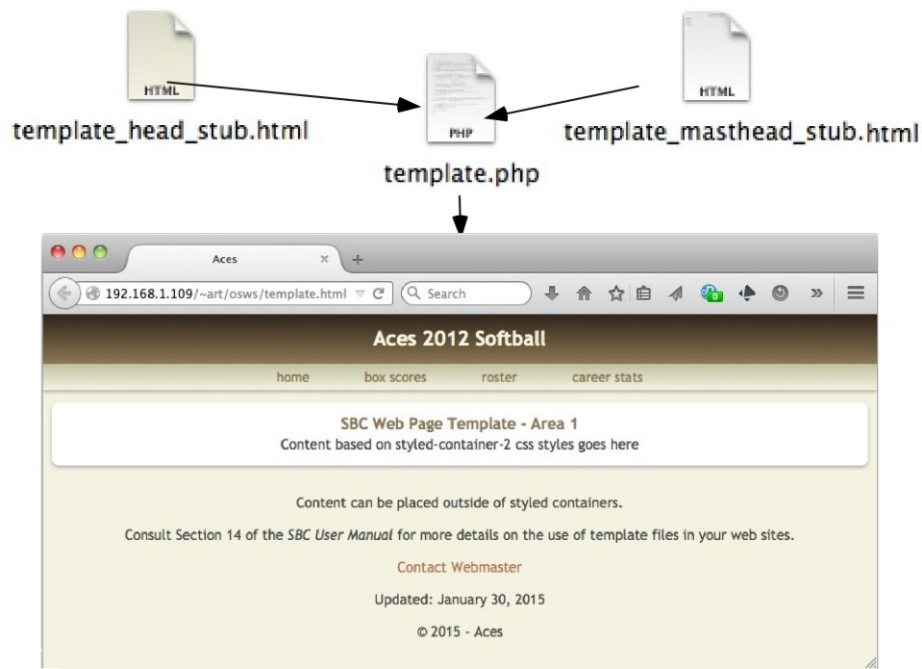 HTML
template_head_stub.html
PHP
template.php
HTML
template_masthead_stub.html
Aces
192.168.1.109/~art/osws/template.html
Search
Aces 2012 Softball
home box scores roster career stats
SBC Web Page Template - Area 1
Content based on styled-container-2 css styles goes here
Content can be placed outside of styled containers.
Consult Section 14 of the SBC User Manual for more details on the use of template files in your web sites.
Contact Webmaster
Updated: January 30, 2015
© 2015 - Aces